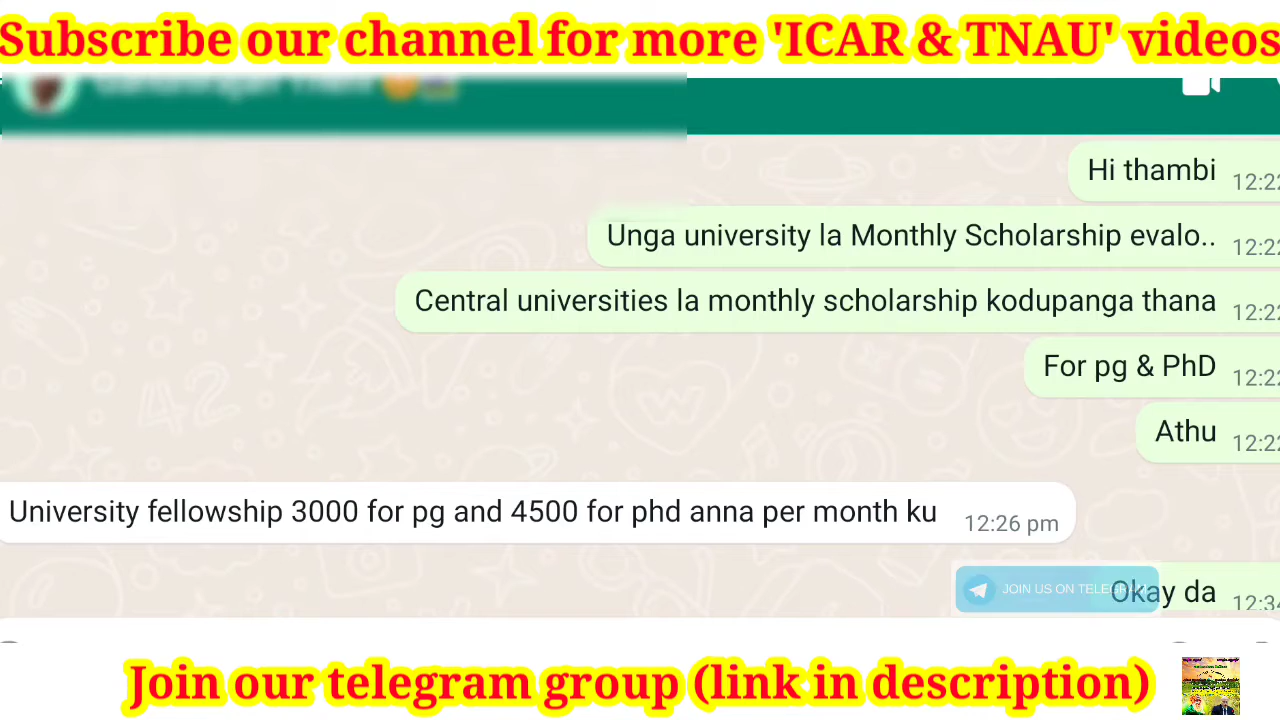 Subscribe our channel for more 'ICAR & TNAU' videos
Hi thambi
12:22
Unga university la Monthly Scholarship evalo..
12:22
Central universities la monthly scholarship kodupanga thana
12:22
For pg & PhD
12:22
Athu
12:22
University fellowship 3000 for pg and 4500 for phd anna per month ku
12:26 pm
JOIN US ON TELEGRAM
Okay da
12:34
Join our telegram group (link in description)